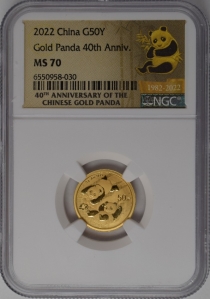 2022 China G50Y
Gold Panda 40th Anniv.
MS 70
6550958-030
40TH ANNIVERSARY OF THE
CHINESE GOLD PANDA
1982-2022
NGC
50